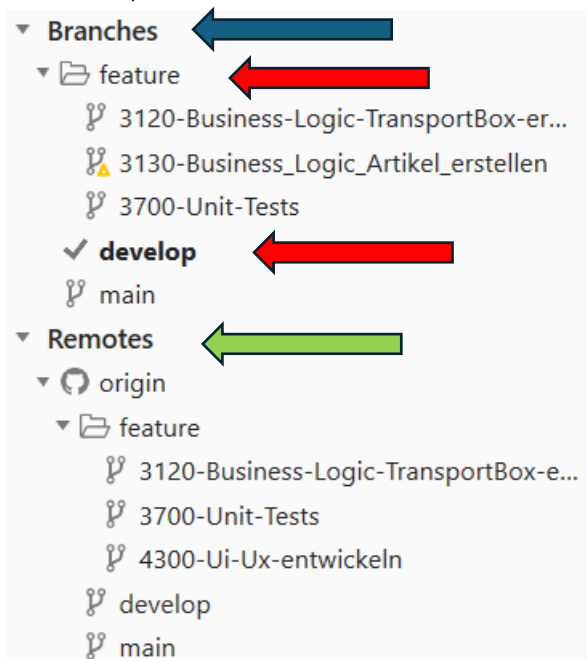 Branches
feature
3120-Business-Logic-TransportBox-er...
3130-Business_Logic_Artikel_erstellen
3700-Unit-Tests
develop
main
Remotes
origin
feature
3120-Business-Logic-TransportBox-e...
3700-Unit-Tests
4300-Ui-Ux-entwickeln
develop
main